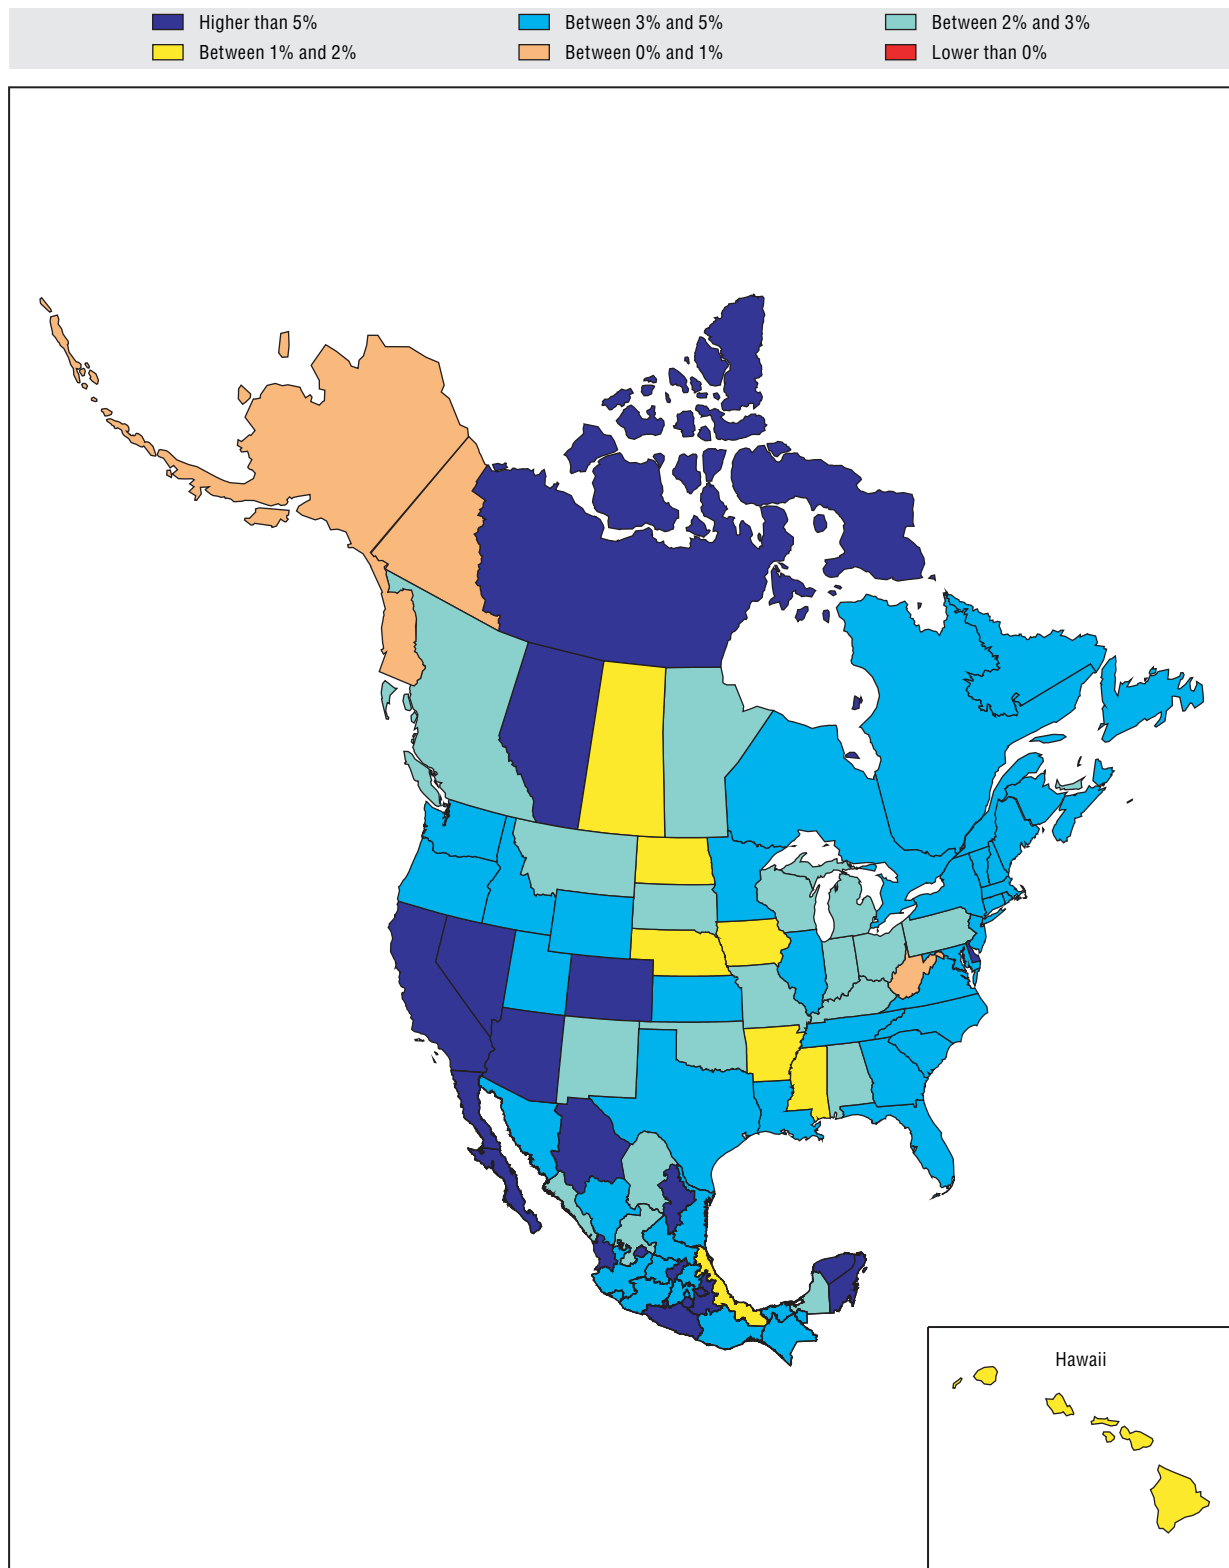 Higher than 5%
Between 3% and 5%
Between 2% and 3%
Between 1% and 2%
Between 0% and 1%
Lower than 0%
Hawaii